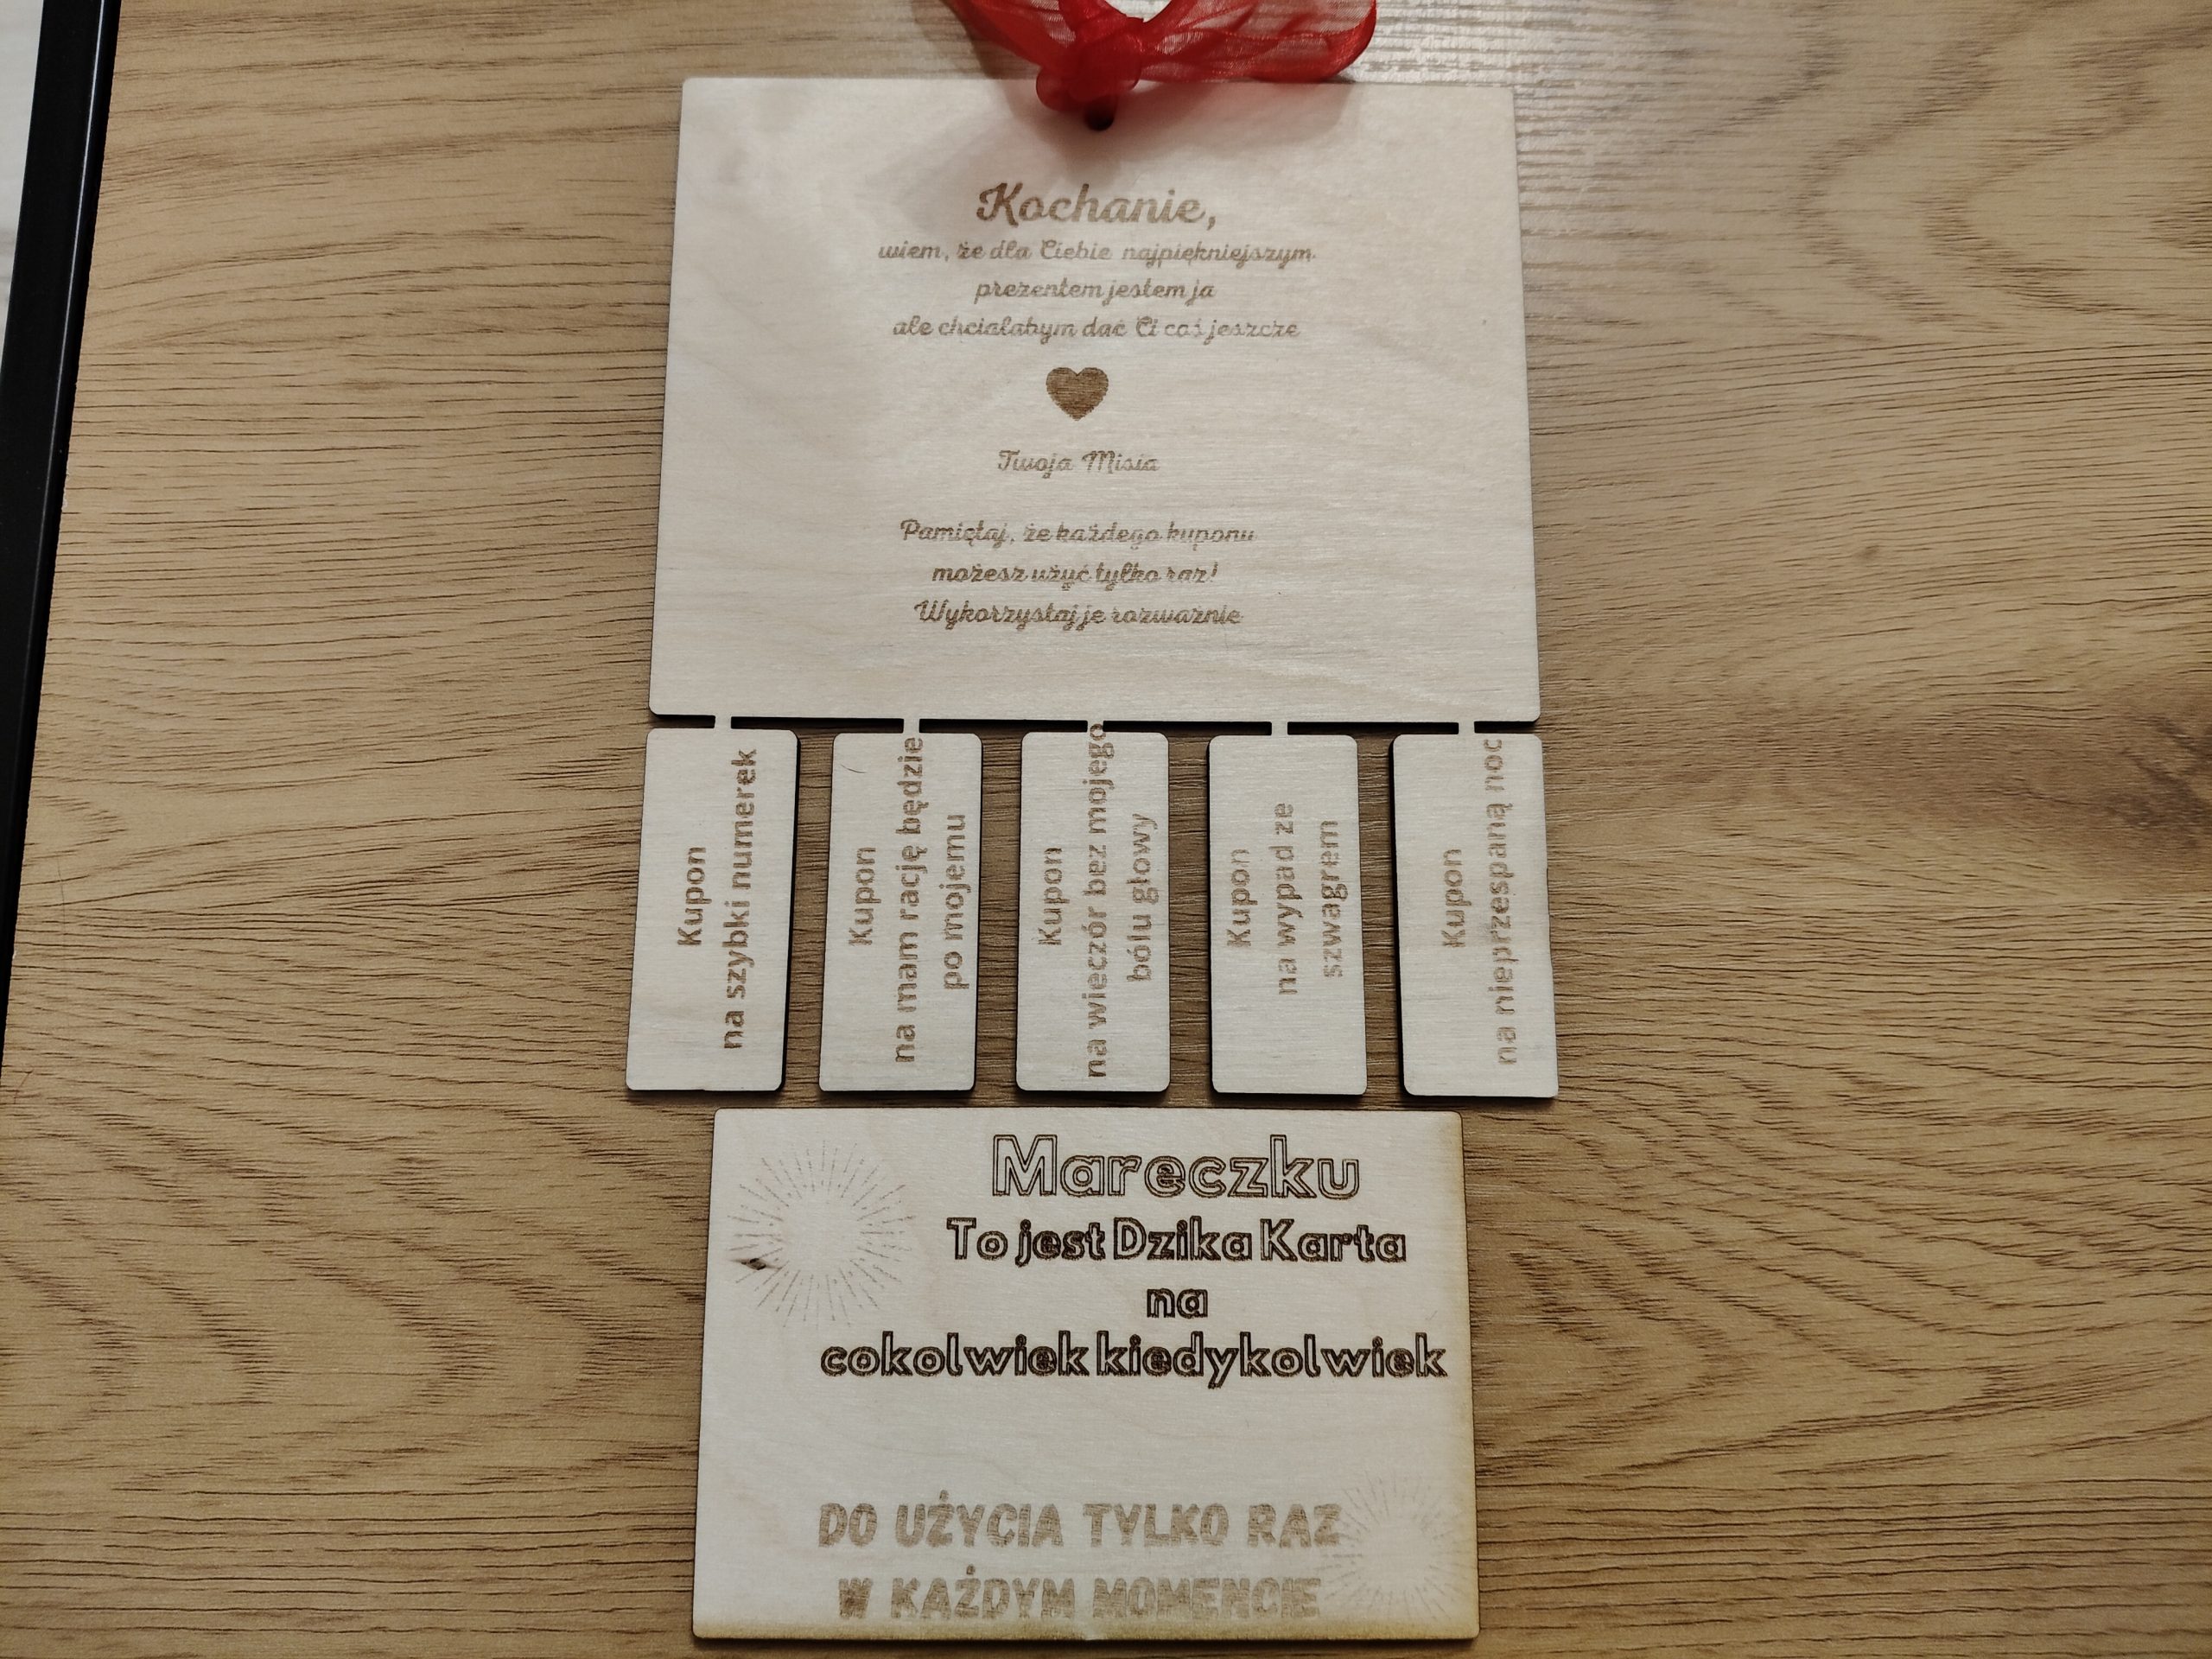 Kochanie,
wiem, że dla Ciebie najpiękniejszym
prezentem jestem ja
ale chciałabym dać Ci coś jeszcze
Twoja Misia
Pamiętaj, że każdego kuponu
możesz użyć tylko raz!
Wykorzystaj je rozważnie
Kupon
na szybki numerek
Kupon
na mam rację będzie
po mojemu
Kupon
na wieczór bez mojego
bólu głowy
Kupon
na wypad ze
szwagrem
Kupon
na nieprzespaną noc
Mareczku
To jest Dzika Karta
na
cokolwiek kiedykolwiek
DO UŻYCIA TYLKO RAZ
W KAŻDYM MOMENCIE